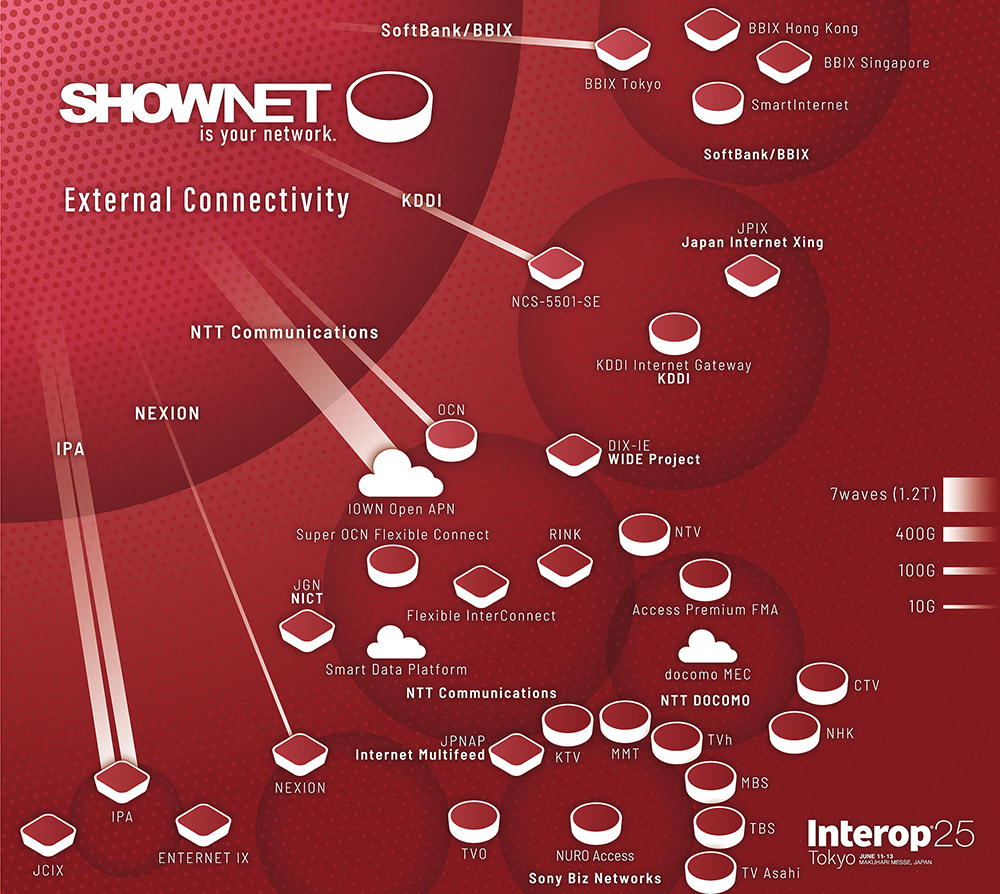 SoftBank/BBIX
BBIX Tokyo
BBIX Hong Kong
BBIX Singapore
SmartInternet
SoftBank/BBIX
SHOWNET
is your network.
External Connectivity
KDDI
NCS-5501-SE
JPIX
Japan Internet Xing
KDDI Internet Gateway
KDDI
NTT Communications
NEXION
IPA
OCN
DIX-IE
WIDE Project
IOWN Open APN
7waves (1.2T)
400G
100G
10G
Super OCN Flexible Connect
RINK
NTV
JGN
NICT
Flexible InterConnect
Access Premium FMA
Smart Data Platform
NTT Communications
docomo MEC
NTT DOCOMO
CTV
NHK
JPNAP
Internet Multifeed
KTV
MMT
TVh
MBS
NEXION
IPA
JCIX
ENTERNET IX
TVO
NURO Access
Sony Biz Networks
TBS
TV Asahi
Interop®25
Tokyo
JUNE 11-13
MAKUHARI MESSE, JAPAN